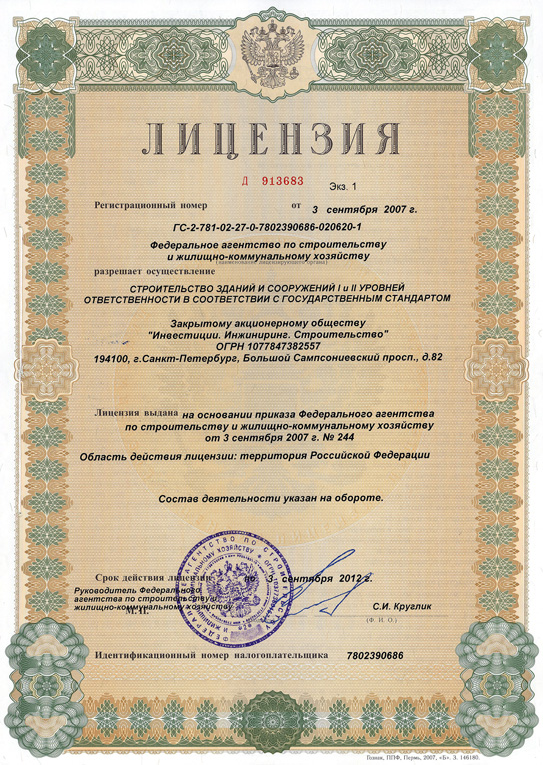 ЛИЦЕНЗИЯ
Д 913683
Экз. 1
Регистрационный номер от 3 сентября 2007 г.
ГС-2-781-02-27-0-7802390686-020620-1
Федеральное агентство по строительству
и жилищно-коммунальному хозяйству
(наименование лицензирующего органа)
разрешает осуществление
СТРОИТЕЛЬСТВО ЗДАНИЙ И СООРУЖЕНИЙ I и II УРОВНЕЙ
ОТВЕТСТВЕННОСТИ В СООТВЕТСТВИИ С ГОСУДАРСТВЕННЫМ СТАНДАРТОМ
Закрытому акционерному обществу
"Инвестиции. Инжиниринг. Строительство"
ОГРН 1077847382557
194100, г.Санкт-Петербург, Большой Сампсониевский просп., д.82
Лицензия выдана на основании приказа Федерального агентства
по строительству и жилищно-коммунальному хозяйству
от 3 сентября 2007 г. № 244
Область действия лицензии: территория Российской Федерации
Состав деятельности указан на обороте.
Срок действия лицензии по 3 сентября 2012 г.
Руководитель Федерального
агентства по строительству и
жилищно-коммунальному хозяйству
С.И. Круглик
М.П.
(Ф. И. О.)
Идентификационный номер налогоплательщика 7802390686
Гознак, ППФ, Пермь, 2007, «Б». З. 146180.